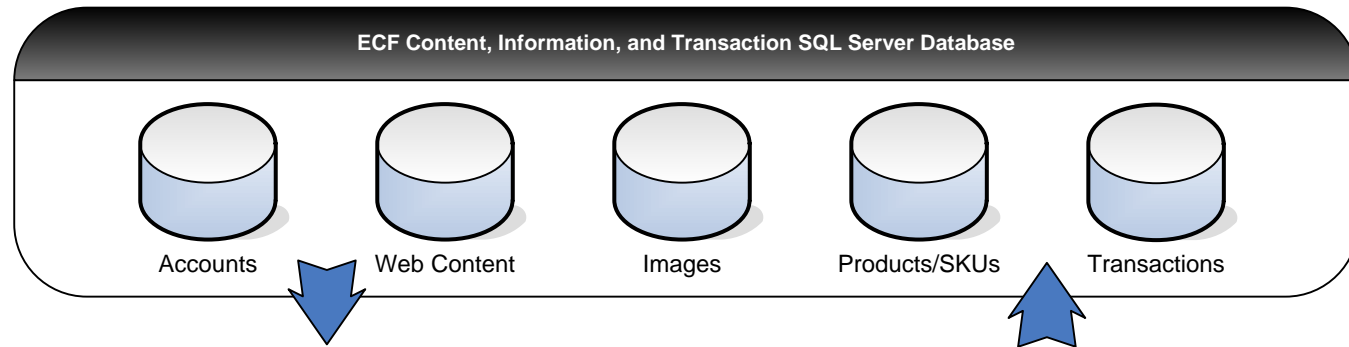 ECF Content, Information, and Transaction SQL Server Database
Accounts
Web Content
Images
Products/SKUs
Transactions